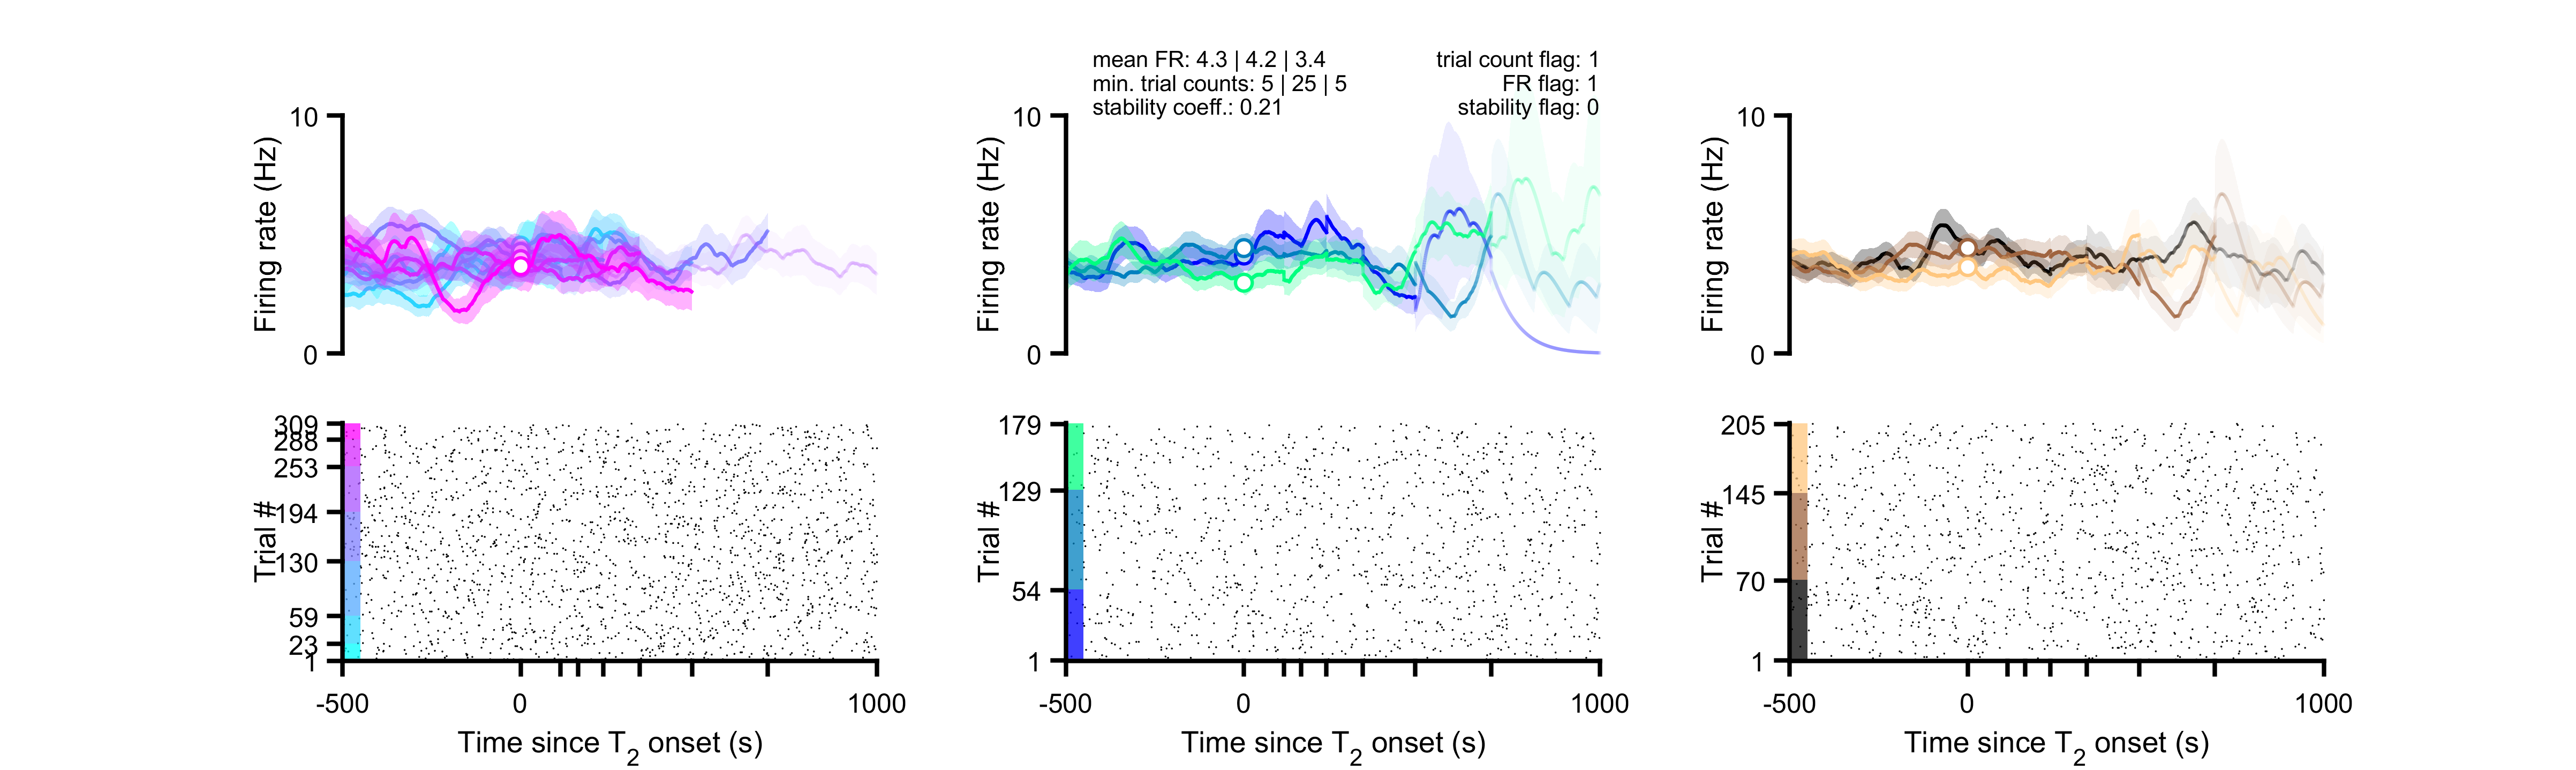 mean FR: 4.3 | 4.2 | 3.4
min. trial counts: 5 | 25 | 5
stability coeff.: 0.21
trial count flag: 1
FR flag: 1
stability flag: 0
10
Firing rate (Hz)
0
10
Firing rate (Hz)
0
10
Firing rate (Hz)
0
309
288
253
194
130
59
23
1
Trial #
-500
0
1000
Time since T2 onset (s)
179
129
54
1
Trial #
-500
0
1000
Time since T2 onset (s)
205
145
70
1
Trial #
-500
0
1000
Time since T2 onset (s)